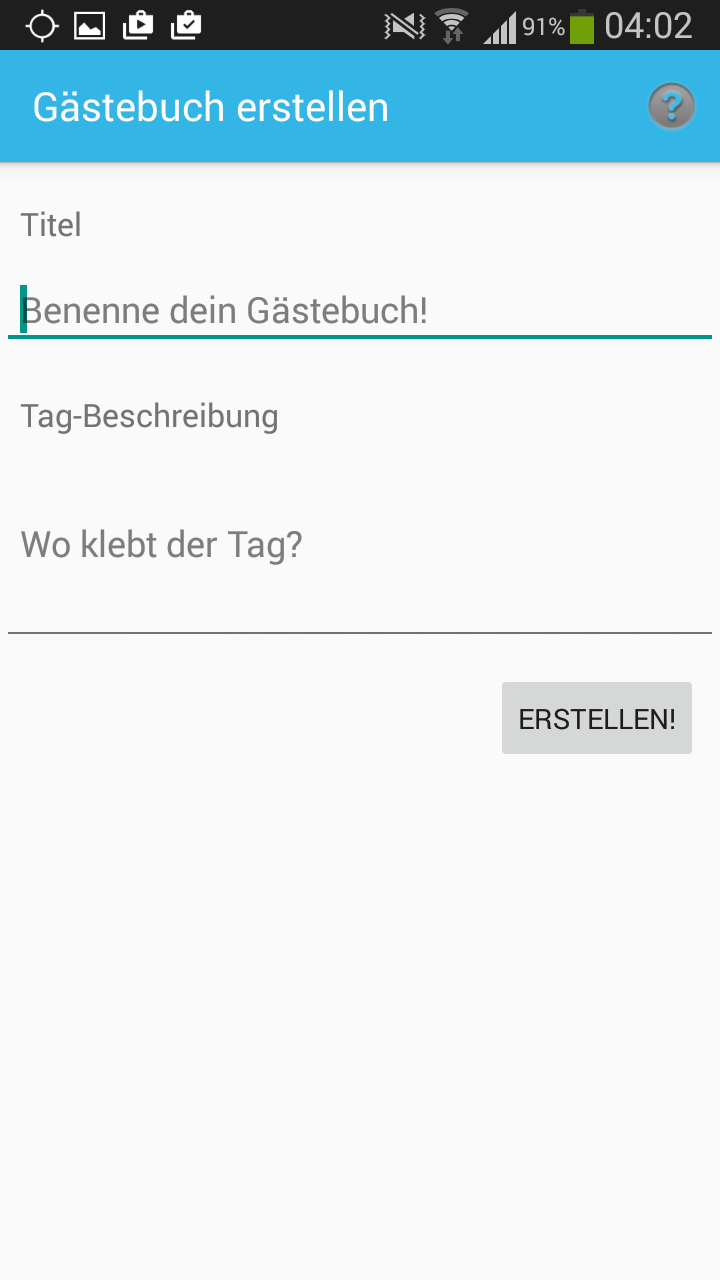 91% 04:02
Gästebuch erstellen ?
Titel
Benenne dein Gästebuch!
Tag-Beschreibung
Wo klebt der Tag?
ERSTELLEN!